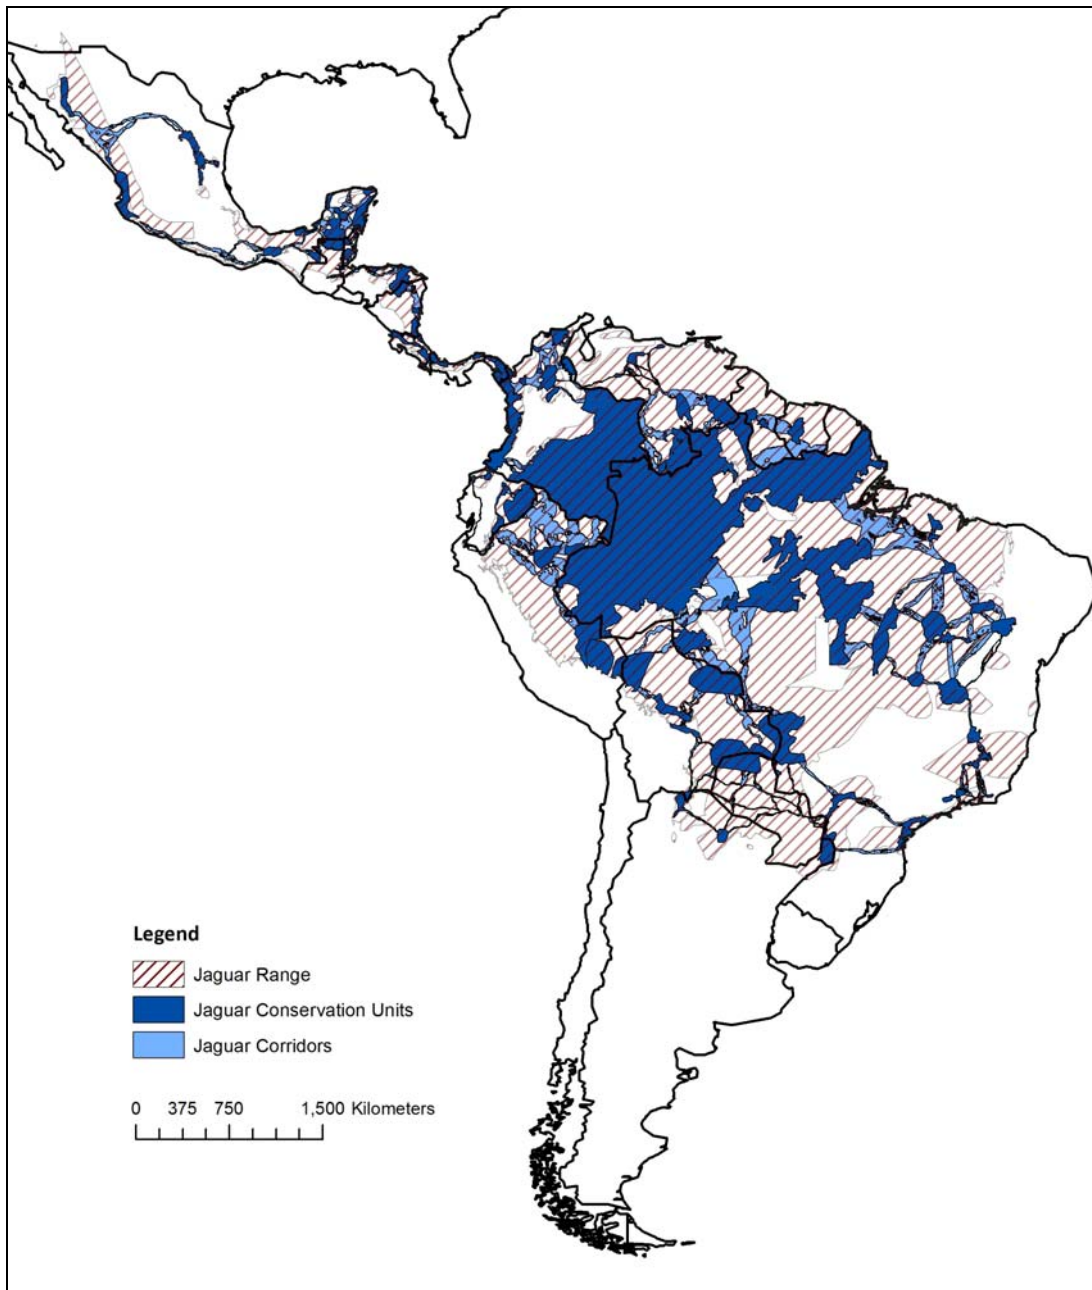 Legend
Jaguar Range
Jaguar Conservation Units
Jaguar Corridors
0 375 750 1,500 Kilometers